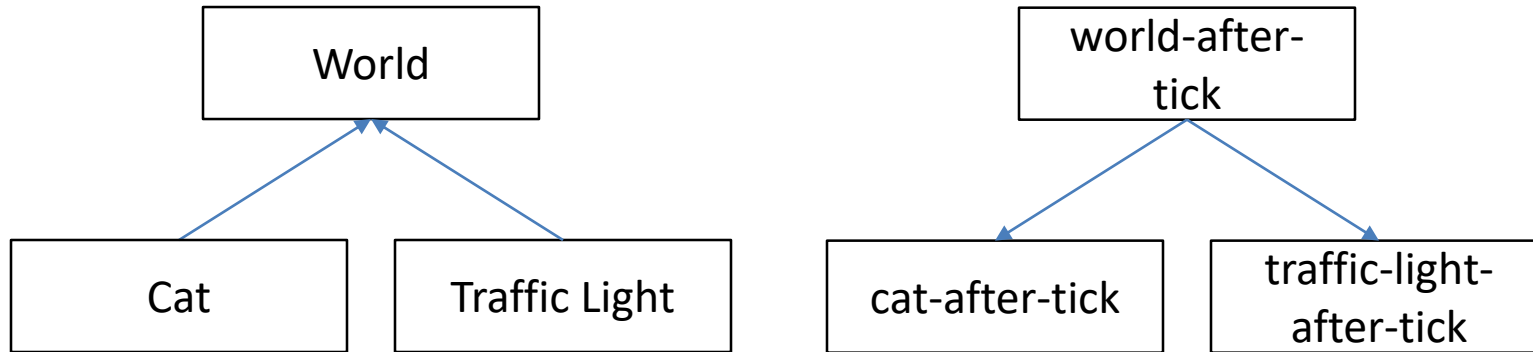 World
world-after-
tick
Cat
Traffic Light
cat-after-tick
traffic-light-
after-tick